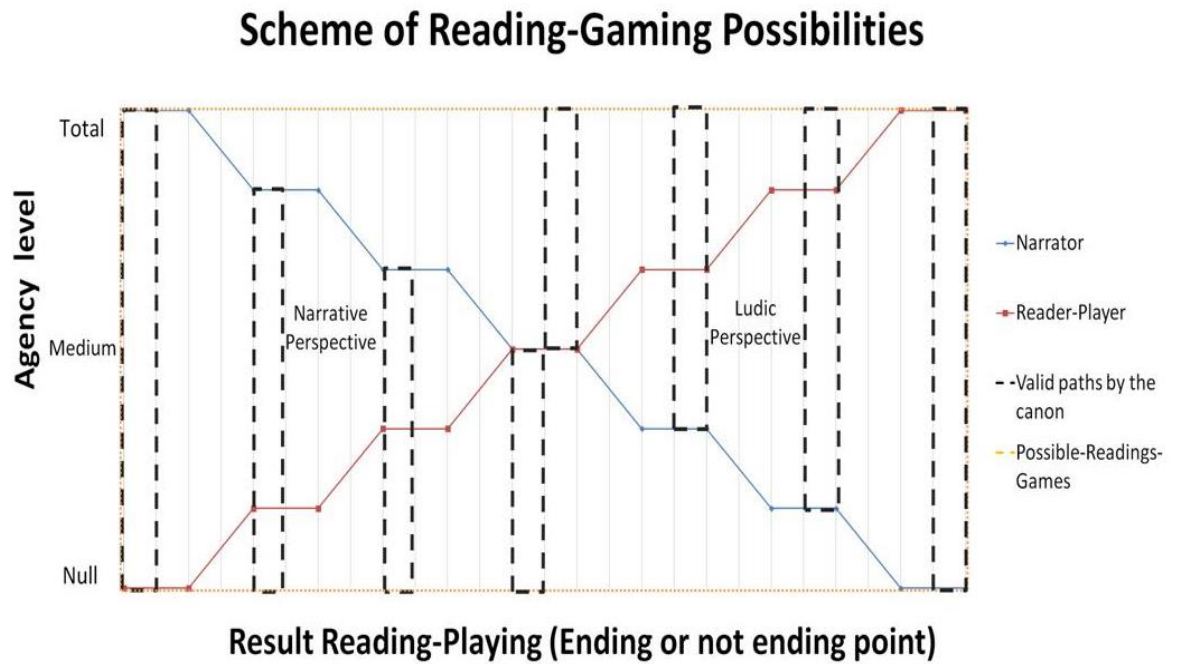 Scheme of Reading-Gaming Possibilities
Total
Agency level
Narrative
Perspective
Ludic
Perspective
Medium
Null
Narrator
Reader-Player
Valid paths by the
canon
Possible-Readings-
Games
Result Reading-Playing (Ending or not ending point)